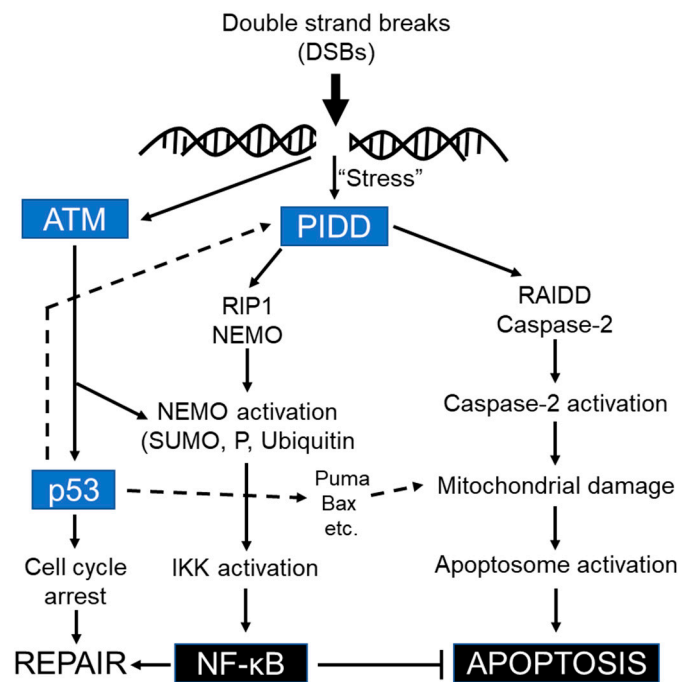 Double strand breaks
(DSBs)
“Stress”
ATM
PIDD
RIP1
NEMO
RAIDD
Caspase-2
NEMO activation
(SUMO, P, Ubiquitin
Caspase-2 activation
p53
Puma
Bax
etc.
Mitochondrial damage
Cell cycle
arrest
IKK activation
Apoptosome activation
REPAIR
NF-κB
APOPTOSIS